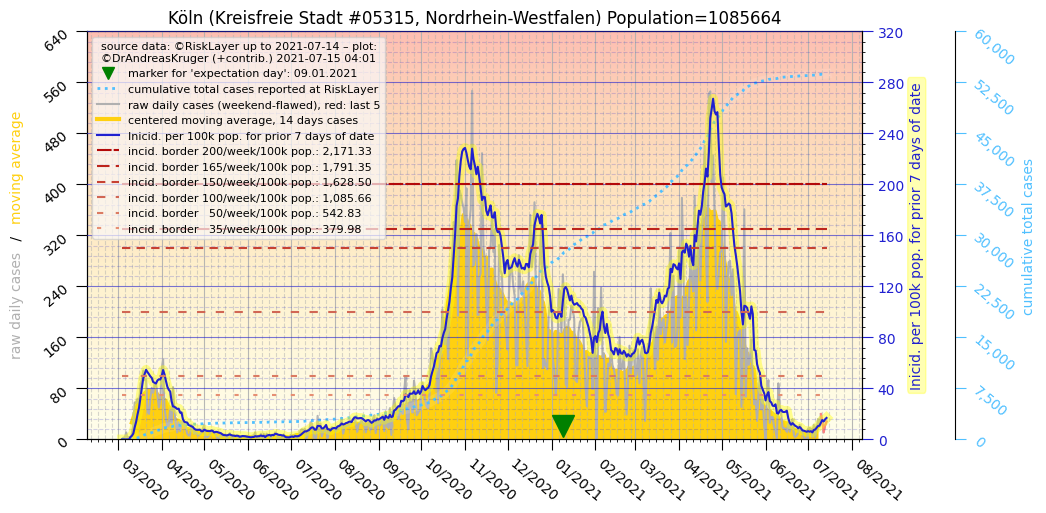 Köln (Kreisfreie Stadt #05315, Nordrhein-Westfalen) Population=1085664
source data: ©RiskLayer up to 2021-07-14 – plot:
©DrAndreasKruger (+contrib.) 2021-07-15 04:01
marker for 'expectation day': 09.01.2021
cumulative total cases reported at RiskLayer
raw daily cases (weekend-flawed), red: last 5
centered moving average, 14 days cases
Inicid. per 100k pop. for prior 7 days of date
incid. border 200/week/100k pop.: 2,171.33
incid. border 165/week/100k pop.: 1,791.35
incid. border 150/week/100k pop.: 1,628.50
incid. border 100/week/100k pop.: 1,085.66
incid. border   50/week/100k pop.: 542.83
incid. border   35/week/100k pop.: 379.98
raw daily cases   /   moving average
640
560
480
400
320
240
160
80
0
320
280
240
200
160
120
80
40
0
Inicid. per 100k pop. for prior 7 days of date
60,000
52,500
45,000
37,500
30,000
22,500
15,000
7,500
0
cumulative total cases
03/2020
04/2020
05/2020
06/2020
07/2020
08/2020
09/2020
10/2020
11/2020
12/2020
01/2021
02/2021
03/2021
04/2021
05/2021
06/2021
07/2021
08/2021